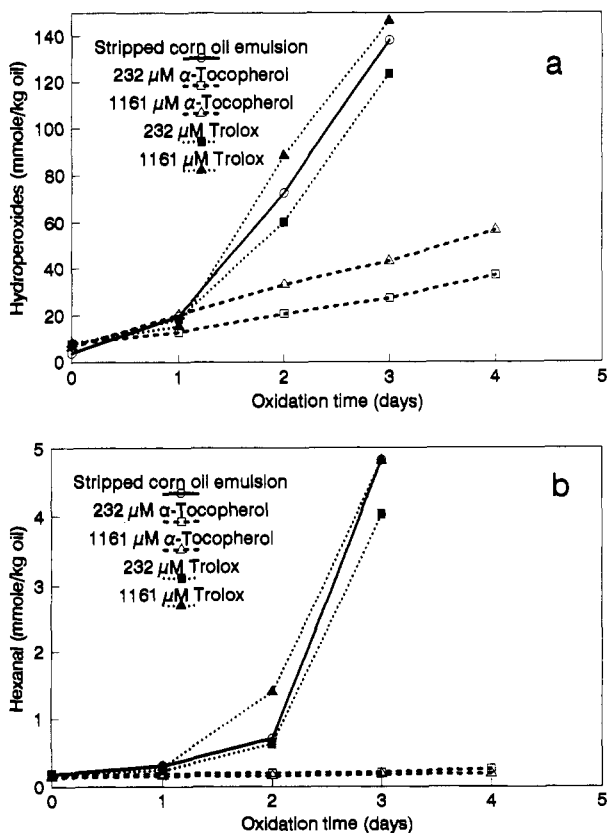 a
Hydroperoxides (mmole/kg oil)
140
120
100
80
60
40
20
0
Stripped corn oil emulsion
232 μM α-Tocopherol
1161 μM α-Tocopherol
232 μM Trolox
1161 μM Trolox
0 1 2 3 4 5
Oxidation time (days)
b
Hexanal (mmole/kg oil)
5
4
3
2
1
0
Stripped corn oil emulsion
232 μM α-Tocopherol
1161 μM α-Tocopherol
232 μM Trolox
1161 μM Trolox
0 1 2 3 4 5
Oxidation time (days)